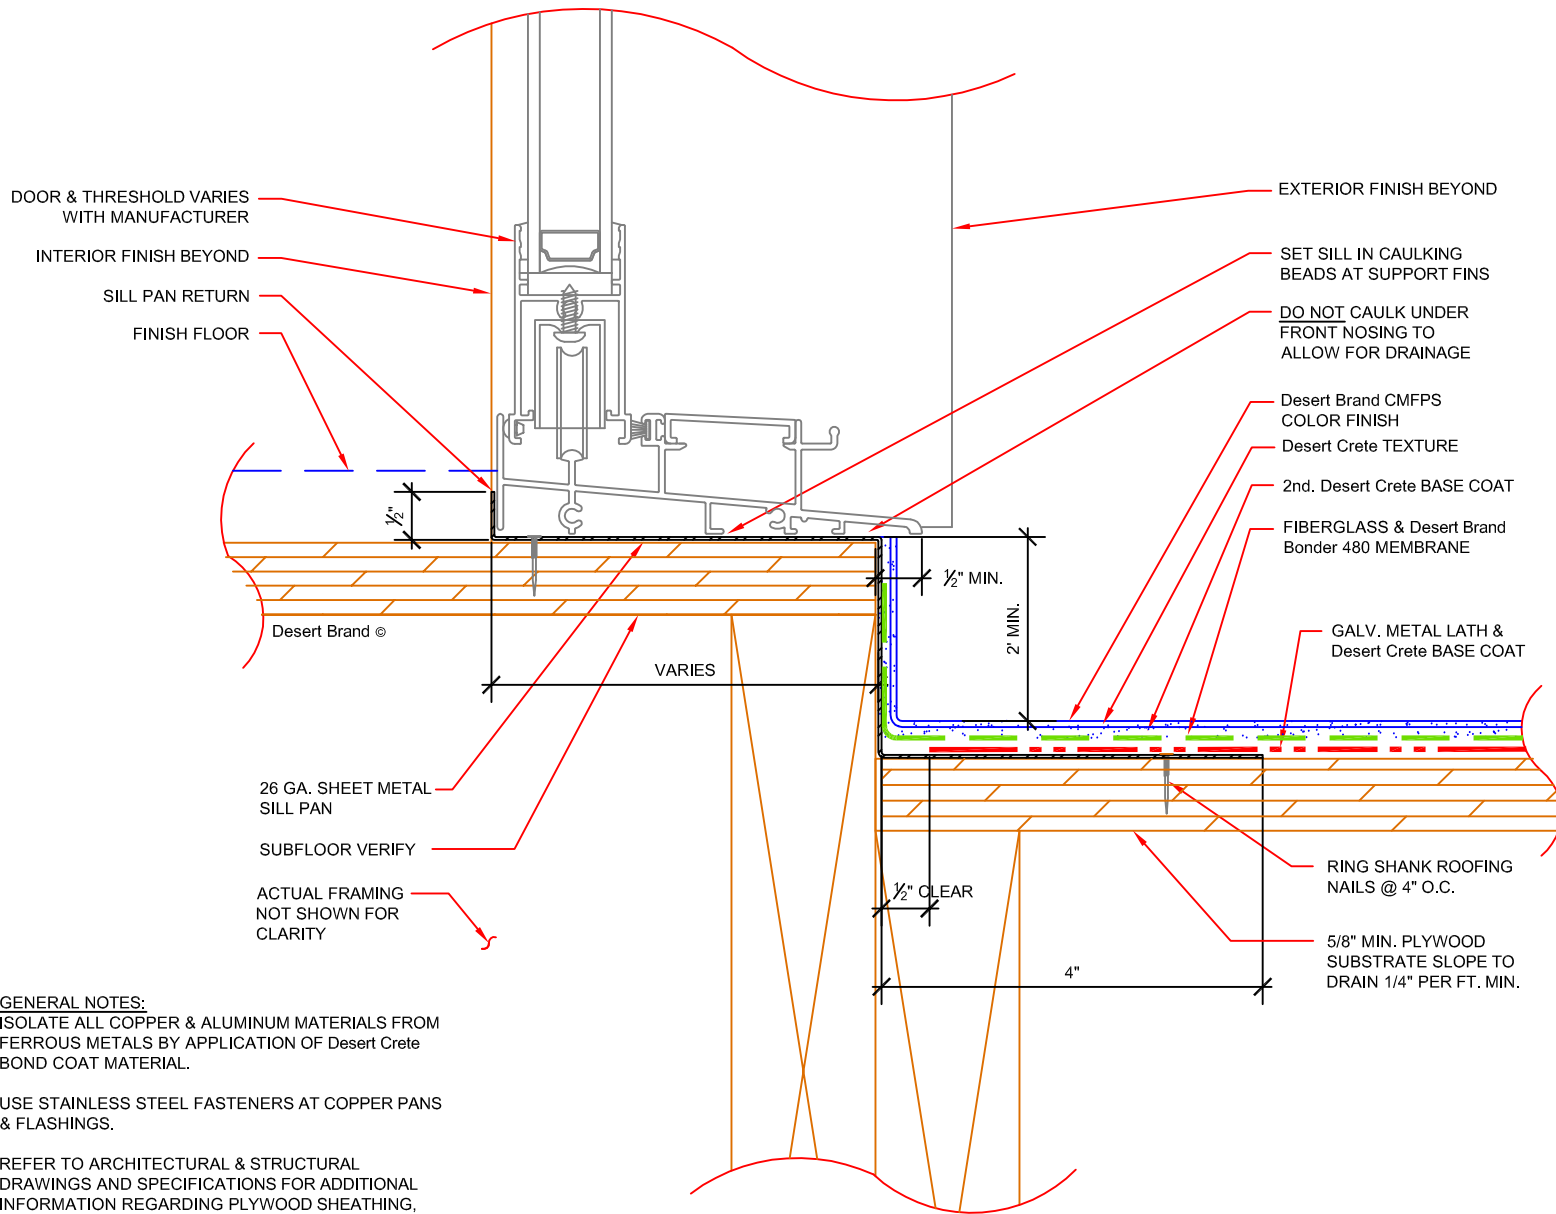 DOOR & THRESHOLD VARIES
WITH MANUFACTURER
INTERIOR FINISH BEYOND
SILL PAN RETURN
FINISH FLOOR
½"
Desert Brand ©
VARIES
26 GA. SHEET METAL
SILL PAN
SUBFLOOR VERIFY
ACTUAL FRAMING
NOT SHOWN FOR
CLARITY
EXTERIOR FINISH BEYOND
SET SILL IN CAULKING
BEADS AT SUPPORT FINS
DO NOT CAULK UNDER
FRONT NOSING TO
ALLOW FOR DRAINAGE
Desert Brand CMFPS
COLOR FINISH
Desert Crete TEXTURE
2nd. Desert Crete BASE COAT
FIBERGLASS & Desert Brand
Bonder 480 MEMBRANE
½" MIN.
2' MIN.
GALV. METAL LATH &
Desert Crete BASE COAT
½" CLEAR
4"
RING SHANK ROOFING
NAILS @ 4" O.C.
5/8" MIN. PLYWOOD
SUBSTRATE SLOPE TO
DRAIN 1/4" PER FT. MIN.
GENERAL NOTES:
ISOLATE ALL COPPER & ALUMINUM MATERIALS FROM
FERROUS METALS BY APPLICATION OF Desert Crete
BOND COAT MATERIAL.
USE STAINLESS STEEL FASTENERS AT COPPER PANS
& FLASHINGS.
REFER TO ARCHITECTURAL & STRUCTURAL
DRAWINGS AND SPECIFICATIONS FOR ADDITIONAL
INFORMATION REGARDING PLYWOOD SHEATHING,